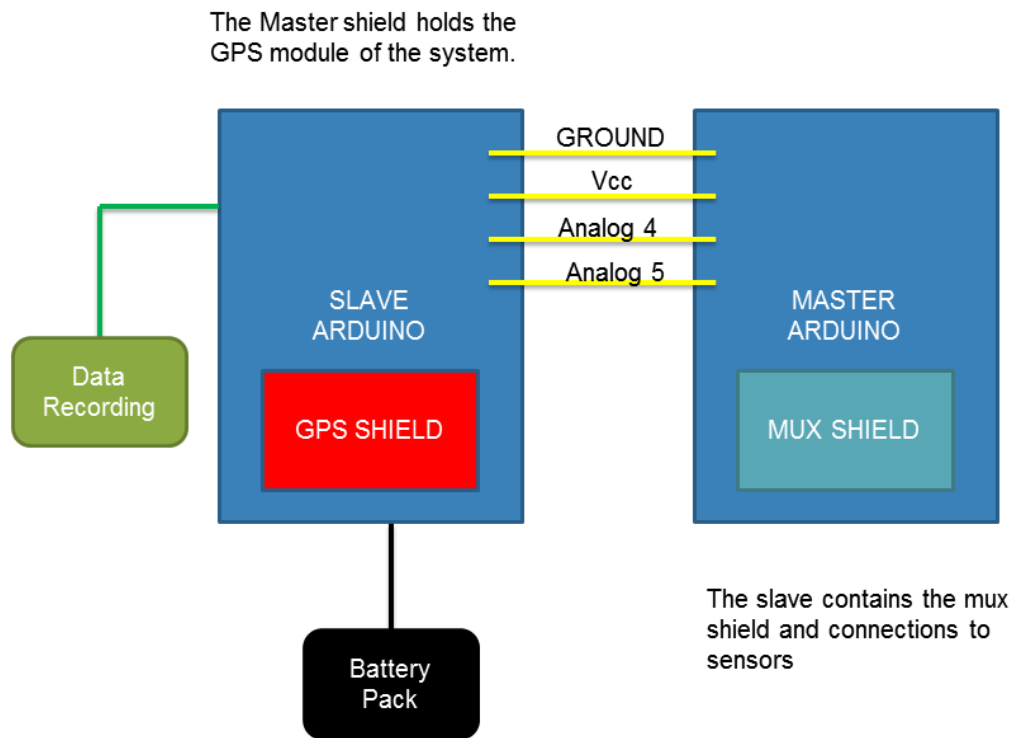 The Master shield holds the
GPS module of the system.
GROUND
Vcc
Analog 4
Analog 5
SLAVE
ARDUINO
MASTER
ARDUINO
Data
Recording
GPS SHIELD
MUX SHIELD
The slave contains the mux
shield and connections to
sensors
Battery
Pack